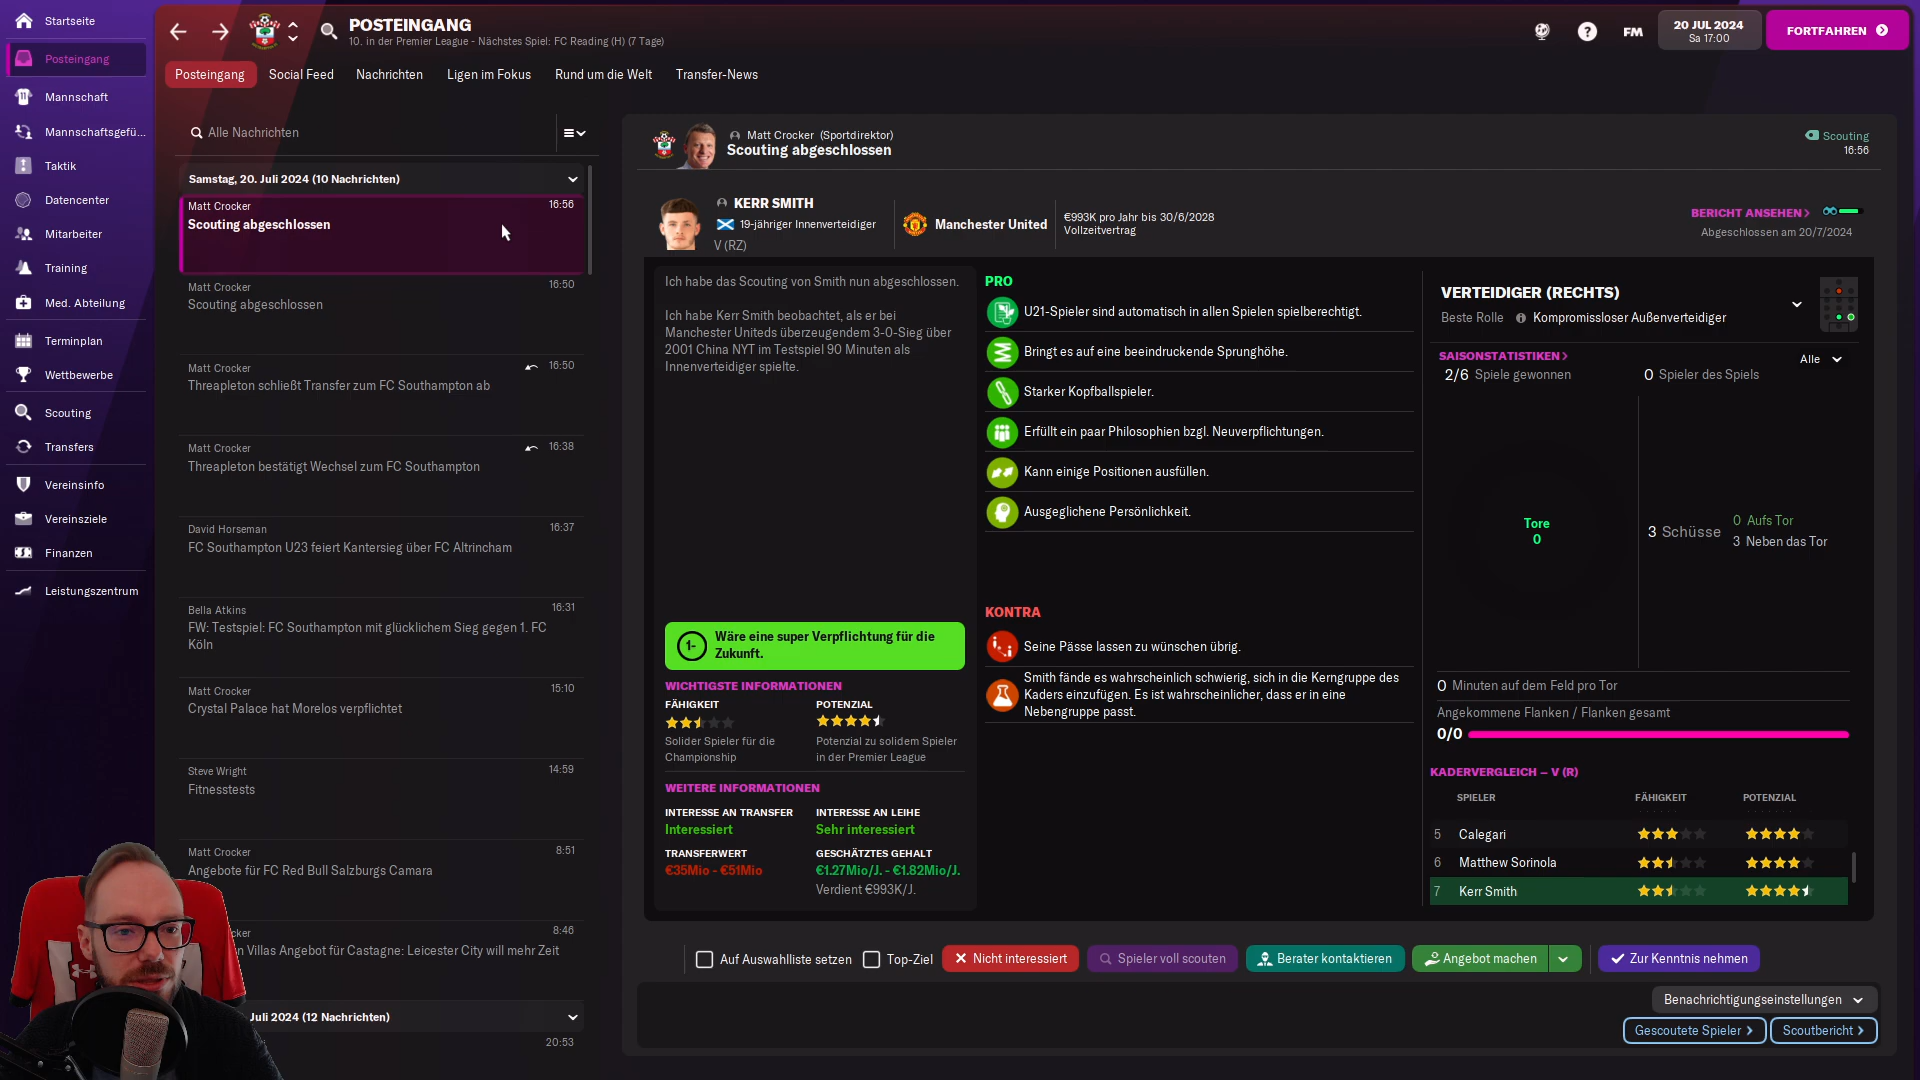 Startseite
Posteingang
Mannschaft
Mannschaftsgefü...
Taktik
Datencenter
Mitarbeiter
Training
Med. Abteilung
Terminplan
Wettbewerbe
Scouting
Transfers
Vereinsinfo
Vereinsziele
Finanzen
Leistungszentrum
POSTEINGANG
10. in der Premier League - Nächstes Spiel: FC Reading (H) (7 Tage)
FM
20 JUL 2024
Sa 17:00
FORTFAHREN
Posteingang
Social Feed
Nachrichten
Ligen im Fokus
Rund um die Welt
Transfer-News
Alle Nachrichten
Samstag, 20. Juli 2024 (10 Nachrichten)
Matt Crocker 16:56
Scouting abgeschlossen
Matt Crocker 16:50
Scouting abgeschlossen
Matt Crocker 16:50
Threapleton schließt Transfer zum FC Southampton ab
Matt Crocker 16:38
Threapleton bestätigt Wechsel zum FC Southampton
David Horseman 16:37
FC Southampton U23 feiert Kantersieg über FC Altrincham
Bella Atkins 16:31
FW: Testspiel: FC Southampton mit glücklichem Sieg gegen 1. FC
Köln
Matt Crocker 15:10
Crystal Palace hat Morelos verpflichtet
Steve Wright 14:59
Fitnesstests
Matt Crocker 8:51
Angebote für FC Red Bull Salzburgs Camara
cker 8:46
n Villas Angebot für Castagne: Leicester City will mehr Zeit
Juli 2024 (12 Nachrichten)
20:53
Matt Crocker (Sportdirektor)
Scouting abgeschlossen
Scouting
16:56
KERR SMITH
19-jähriger Innenverteidiger
V (RZ)
Manchester United
€993K pro Jahr bis 30/6/2028
Vollzeitvertrag
BERICHT ANSEHEN
Abgeschlossen am 20/7/2024
Ich habe das Scouting von Smith nun abgeschlossen.
Ich habe Kerr Smith beobachtet, als er bei
Manchester Uniteds überzeugendem 3-0-Sieg über
2001 China NYT im Testspiel 90 Minuten als
Innenverteidiger spielte.
1-
Wäre eine super Verpflichtung für die
Zukunft.
WICHTIGSTE INFORMATIONEN
FÄHIGKEIT
POTENZIAL
Solider Spieler für die
Championship
Potenzial zu solidem Spieler
in der Premier League
WEITERE INFORMATIONEN
INTERESSE AN TRANSFER
Interessiert
INTERESSE AN LEIHE
Sehr interessiert
TRANSFERWERT
€35Mio - €51Mio
GESCHÄTZTES GEHALT
€1.27Mio/J. - €1.82Mio/J.
Verdient €993K/J.
PRO
U21-Spieler sind automatisch in allen Spielen spielberechtigt.
Bringt es auf eine beeindruckende Sprunghöhe.
Starker Kopfballspieler.
Erfüllt ein paar Philosophien bzgl. Neuverpflichtungen.
Kann einige Positionen ausfüllen.
Ausgeglichene Persönlichkeit.
KONTRA
Seine Pässe lassen zu wünschen übrig.
Smith fände es wahrscheinlich schwierig, sich in die Kerngruppe des
Kaders einzufügen. Es ist wahrscheinlicher, dass er in eine
Nebengruppe passt.
VERTEIDIGER (RECHTS)
Beste Rolle Kompromissloser Außenverteidiger
SAISONSTATISTIKEN
Alle
2/6 Spiele gewonnen
0 Spieler des Spiels
Tore
0
3 Schüsse
0 Aufs Tor
3 Neben das Tor
0 Minuten auf dem Feld pro Tor
Angekommene Flanken / Flanken gesamt
0/0
KADERVERGLEICH – V (R)
SPIELER FÄHIGKEIT POTENZIAL
5 Calegari
6 Matthew Sorinola
7 Kerr Smith
Auf Auswahlliste setzen
Top-Ziel
Nicht interessiert
Spieler voll scouten
Berater kontaktieren
Angebot machen
Zur Kenntnis nehmen
Benachrichtigungseinstellungen
Gescoutete Spieler
Scoutbericht